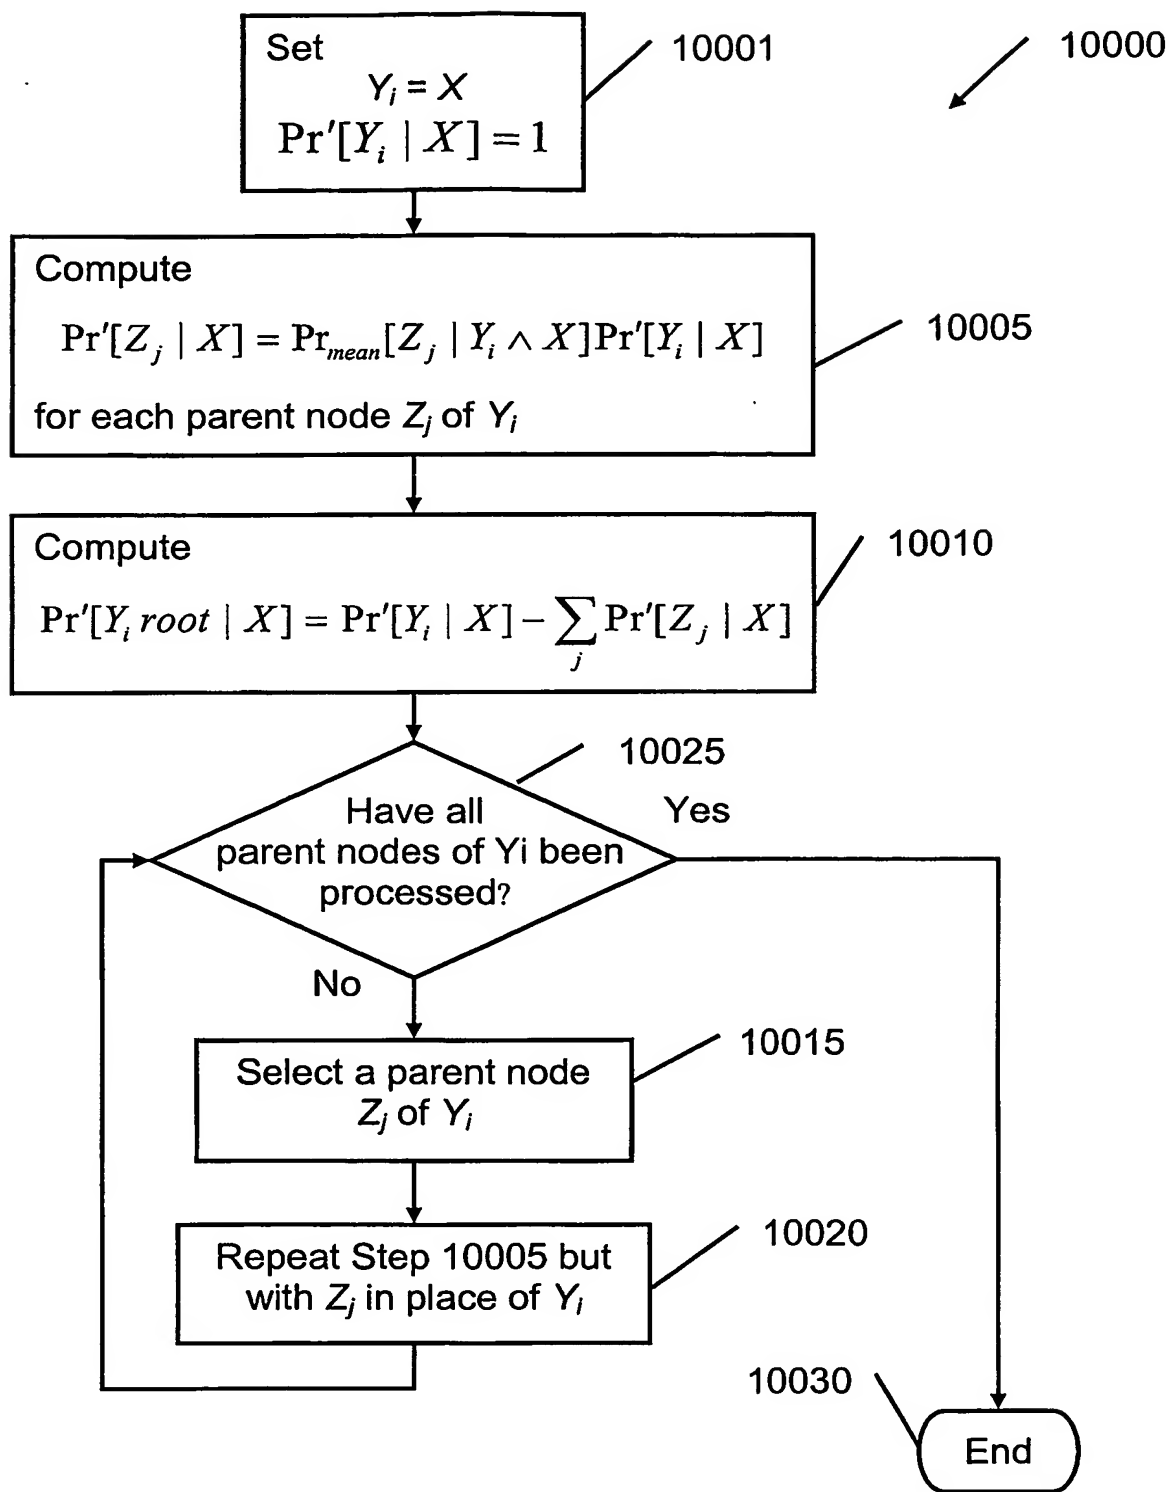 Set
Y_i = X
Pr′[Y_i | X] = 1
10001
10000
Compute
Pr′[Z_j | X] = Pr_mean[Z_j | Y_i ∧ X]Pr′[Y_i | X]
for each parent node Z_j of Y_i
10005
Compute
Pr′[Y_i root | X] = Pr′[Y_i | X] − ∑_j Pr′[Z_j | X]
10010
10025
Have all
parent nodes of Yi been
processed?
Yes
No
Select a parent node
Z_j of Y_i
10015
Repeat Step 10005 but
with Z_j in place of Y_i
10020
10030
End